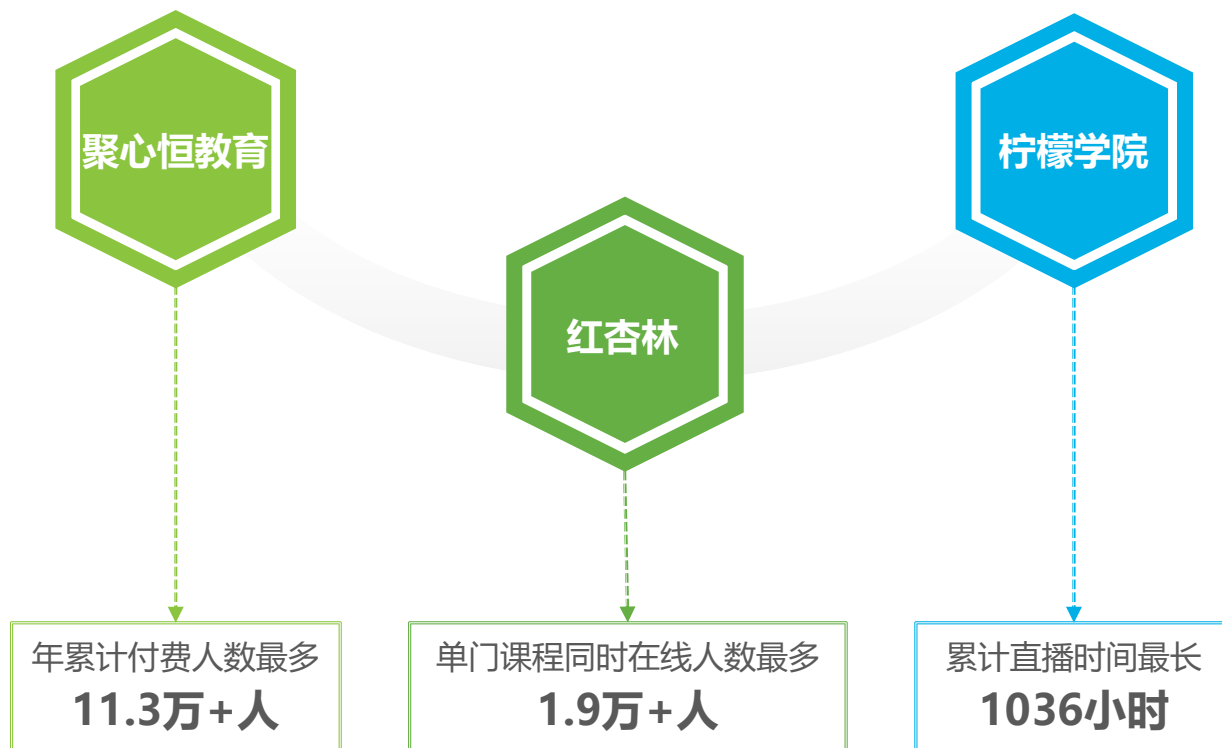 聚心恒教育
柠檬学院
红杏林
年累计付费人数最多
11.3万+人
单门课程同时在线人数最多
1.9万+人
累计直播时间最长
1036小时